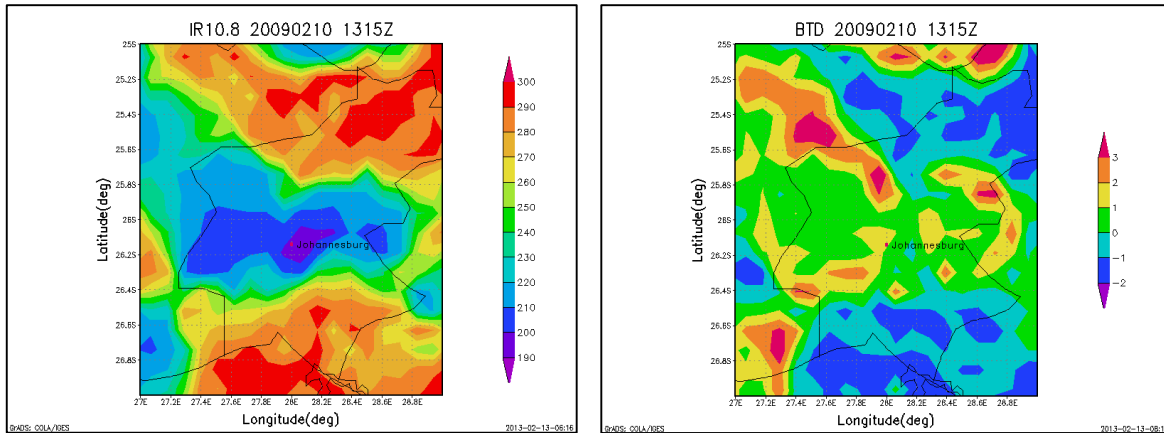 IR10.8 20090210 1315Z
25S
25.2S
25.4S
25.6S
25.8S
26S
26.2S
26.4S
26.6S
26.8S
Latitude(deg)
Johannesburg
27E 27.2E 27.4E 27.6E 27.8E 28E 28.2E 28.4E 28.6E 28.8E
Longitude(deg)
300
290
280
270
260
250
240
230
220
210
200
190
GrADS: COLA/IGES
2013-02-13-06:16
BTD 20090210 1315Z
25S
25.2S
25.4S
25.6S
25.8S
26S
26.2S
26.4S
26.6S
26.8S
Latitude(deg)
Johannesburg
27E 27.2E 27.4E 27.6E 27.8E 28E 28.2E 28.4E 28.6E 28.8E
Longitude(deg)
3
2
1
0
-1
-2
GrADS: COLA/IGES